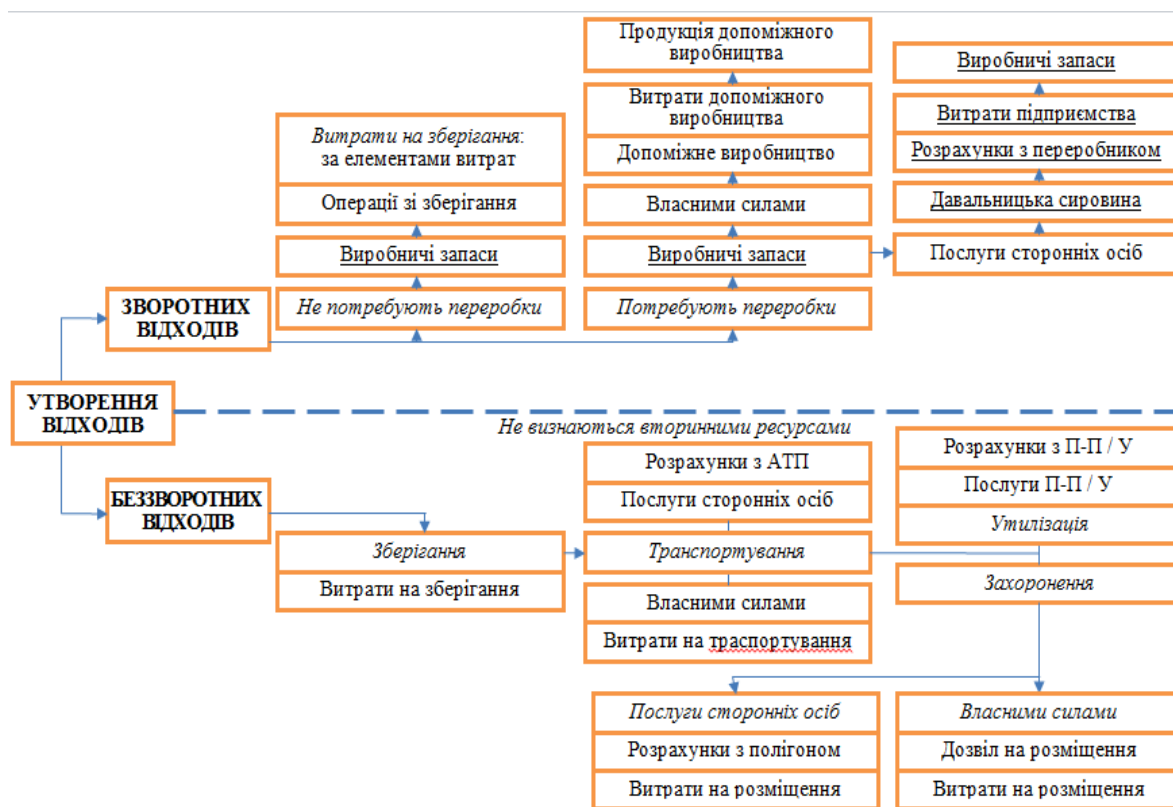 Продукція допоміжного
виробництва
Витрати допоміжного
виробництва
Допоміжне виробництво
Власними силами
Виробничі запаси
Потребують переробки
Виробничі запаси
Витрати підприємства
Розрахунки з переробником
Давальницька сировина
Послуги сторонніх осіб
Витрати на зберігання:
за елементами витрат
Операції зі зберігання
Виробничі запаси
Не потребують переробки
ЗВОРОТНИХ
ВІДХОДІВ
УТВОРЕННЯ
ВІДХОДІВ
Не визнаються вторинними ресурсами
БЕЗЗВОРОТНИХ
ВІДХОДІВ
Зберігання
Витрати на зберігання
Розрахунки з АТП
Послуги сторонніх осіб
Транспортування
Власними силами
Витрати на траспортування
Розрахунки з П-П / У
Послуги П-П / У
Утилізація
Захоронення
Послуги сторонніх осіб
Розрахунки з полігоном
Витрати на розміщення
Власними силами
Дозвіл на розміщення
Витрати на розміщення